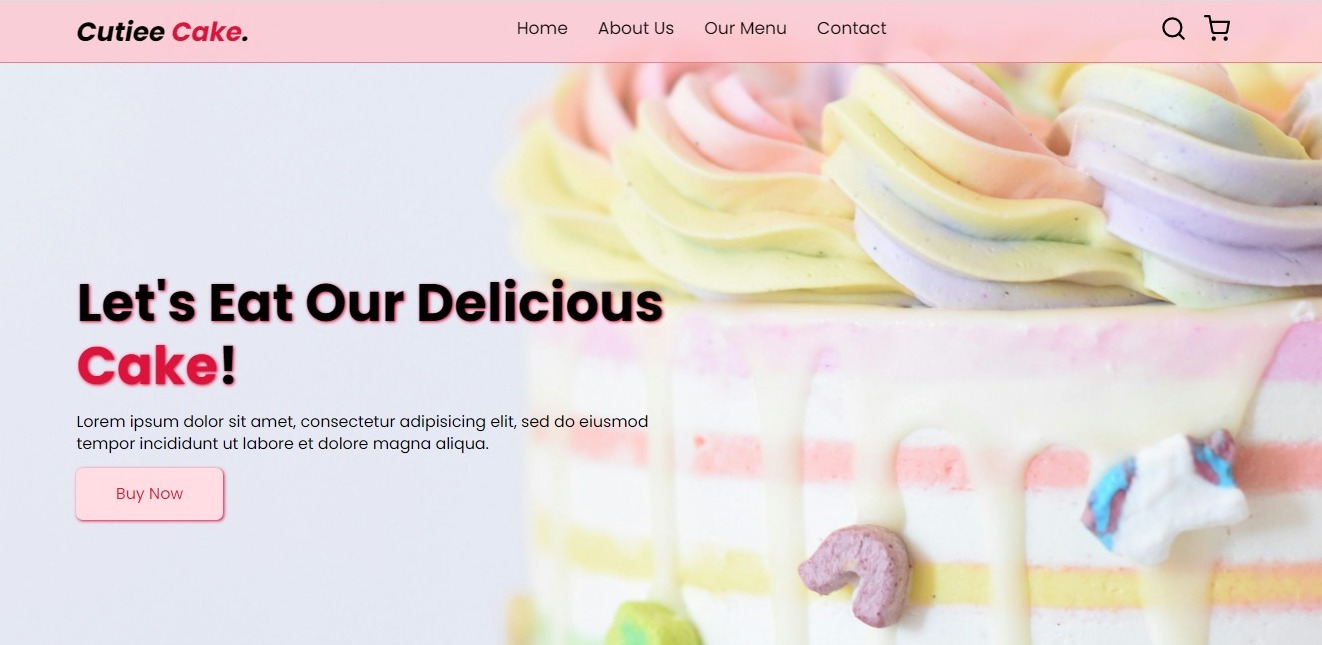 Cutiee Cake.
Home About Us Our Menu Contact
Let's Eat Our Delicious
Cake!
Lorem ipsum dolor sit amet, consectetur adipisicing elit, sed do eiusmod
tempor incididunt ut labore et dolore magna aliqua.
Buy Now